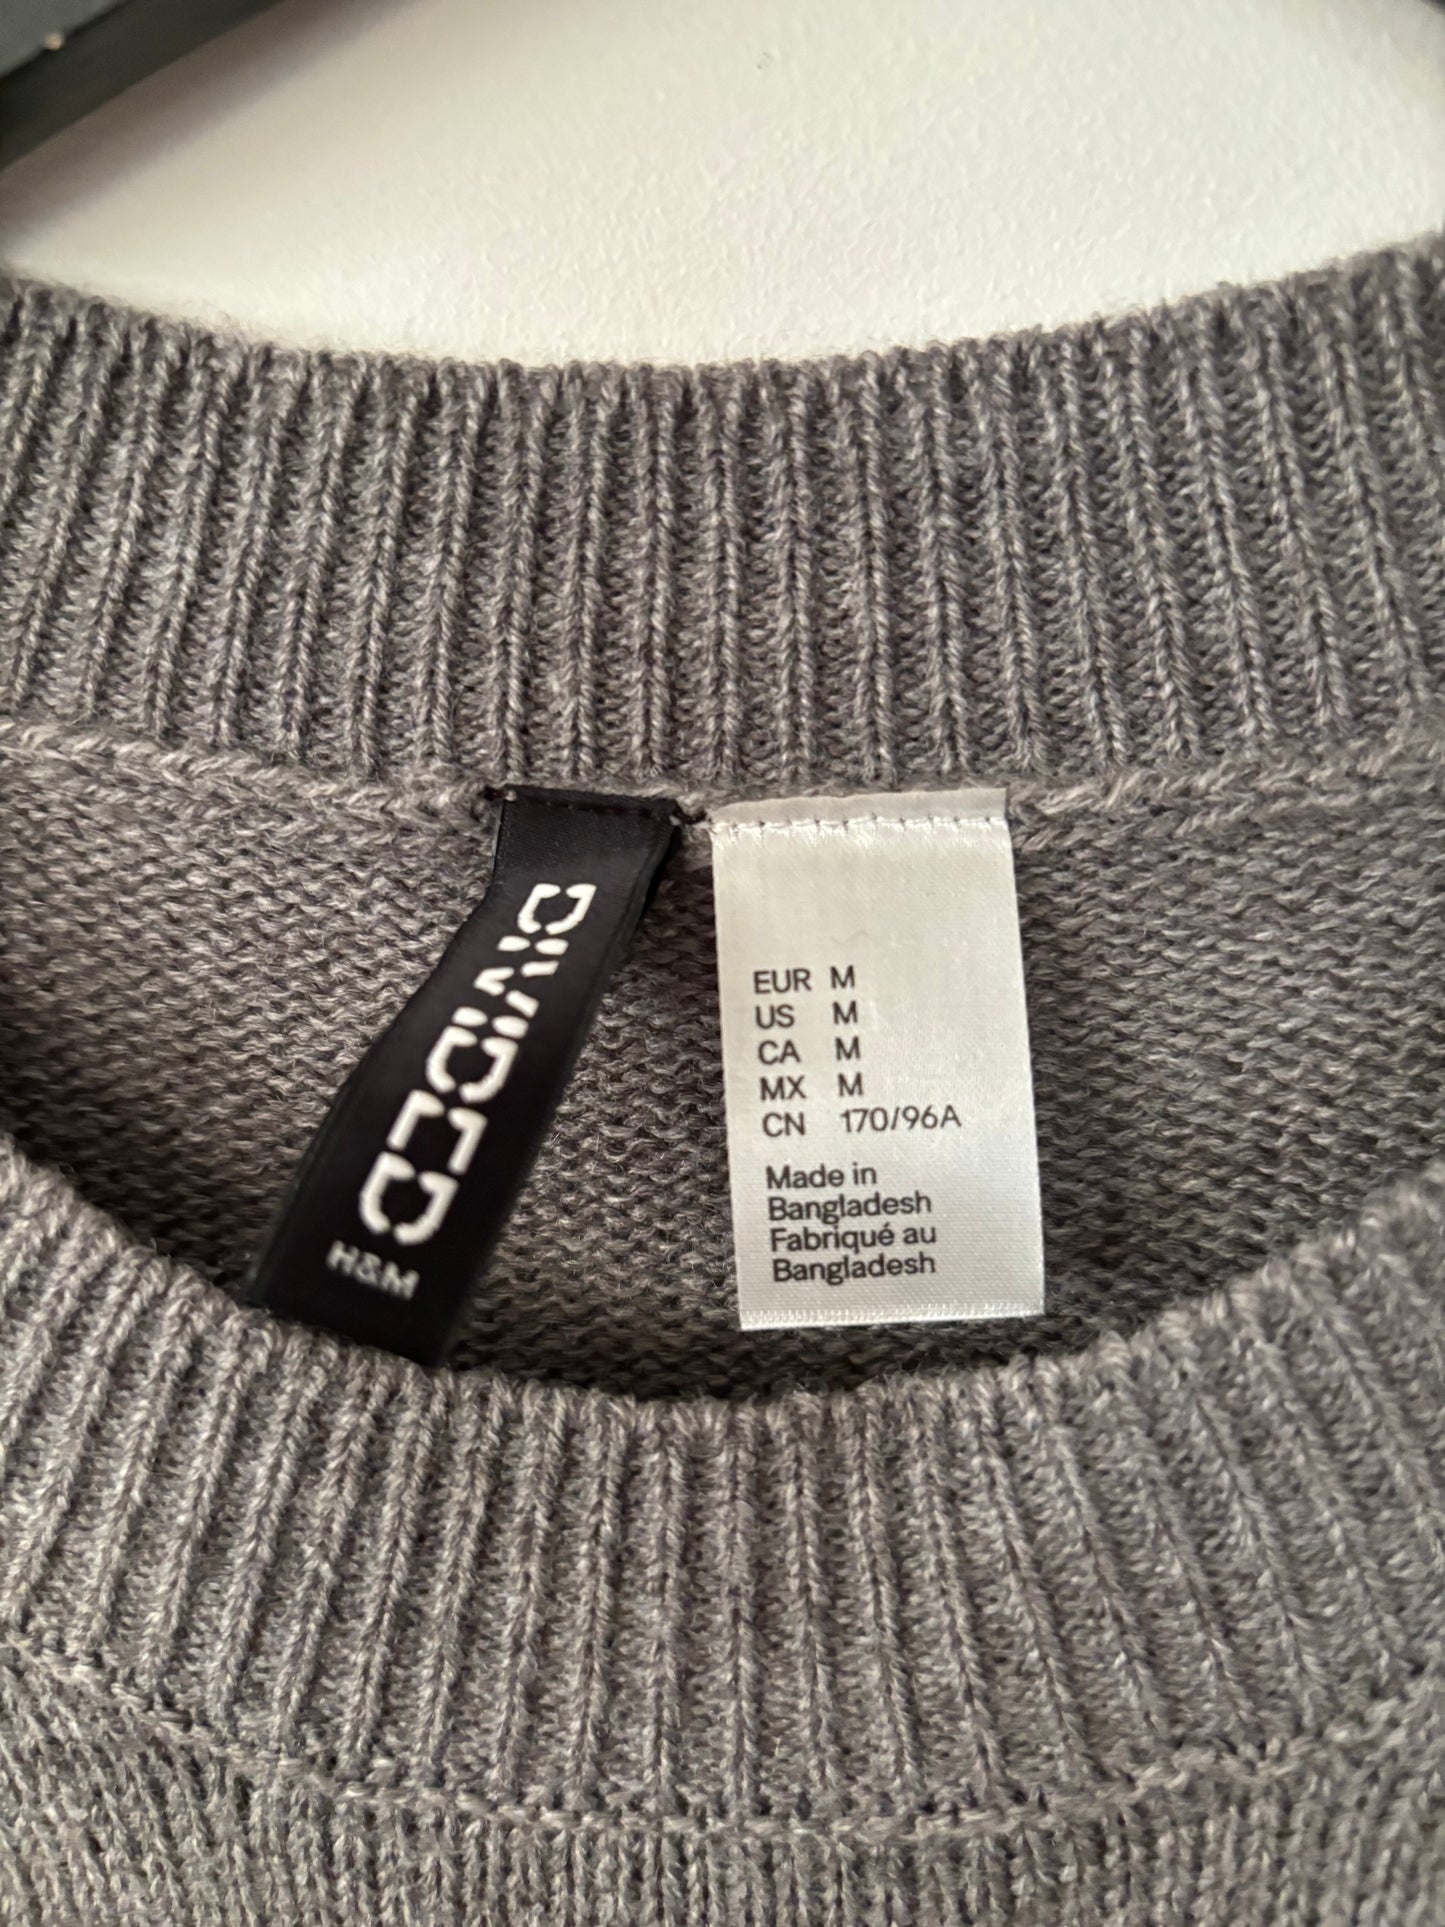 DIVIDED
H&M
EUR M
US M
CA M
MX M
CN 170/96A
Made in
Bangladesh
Fabriqué au
Bangladesh